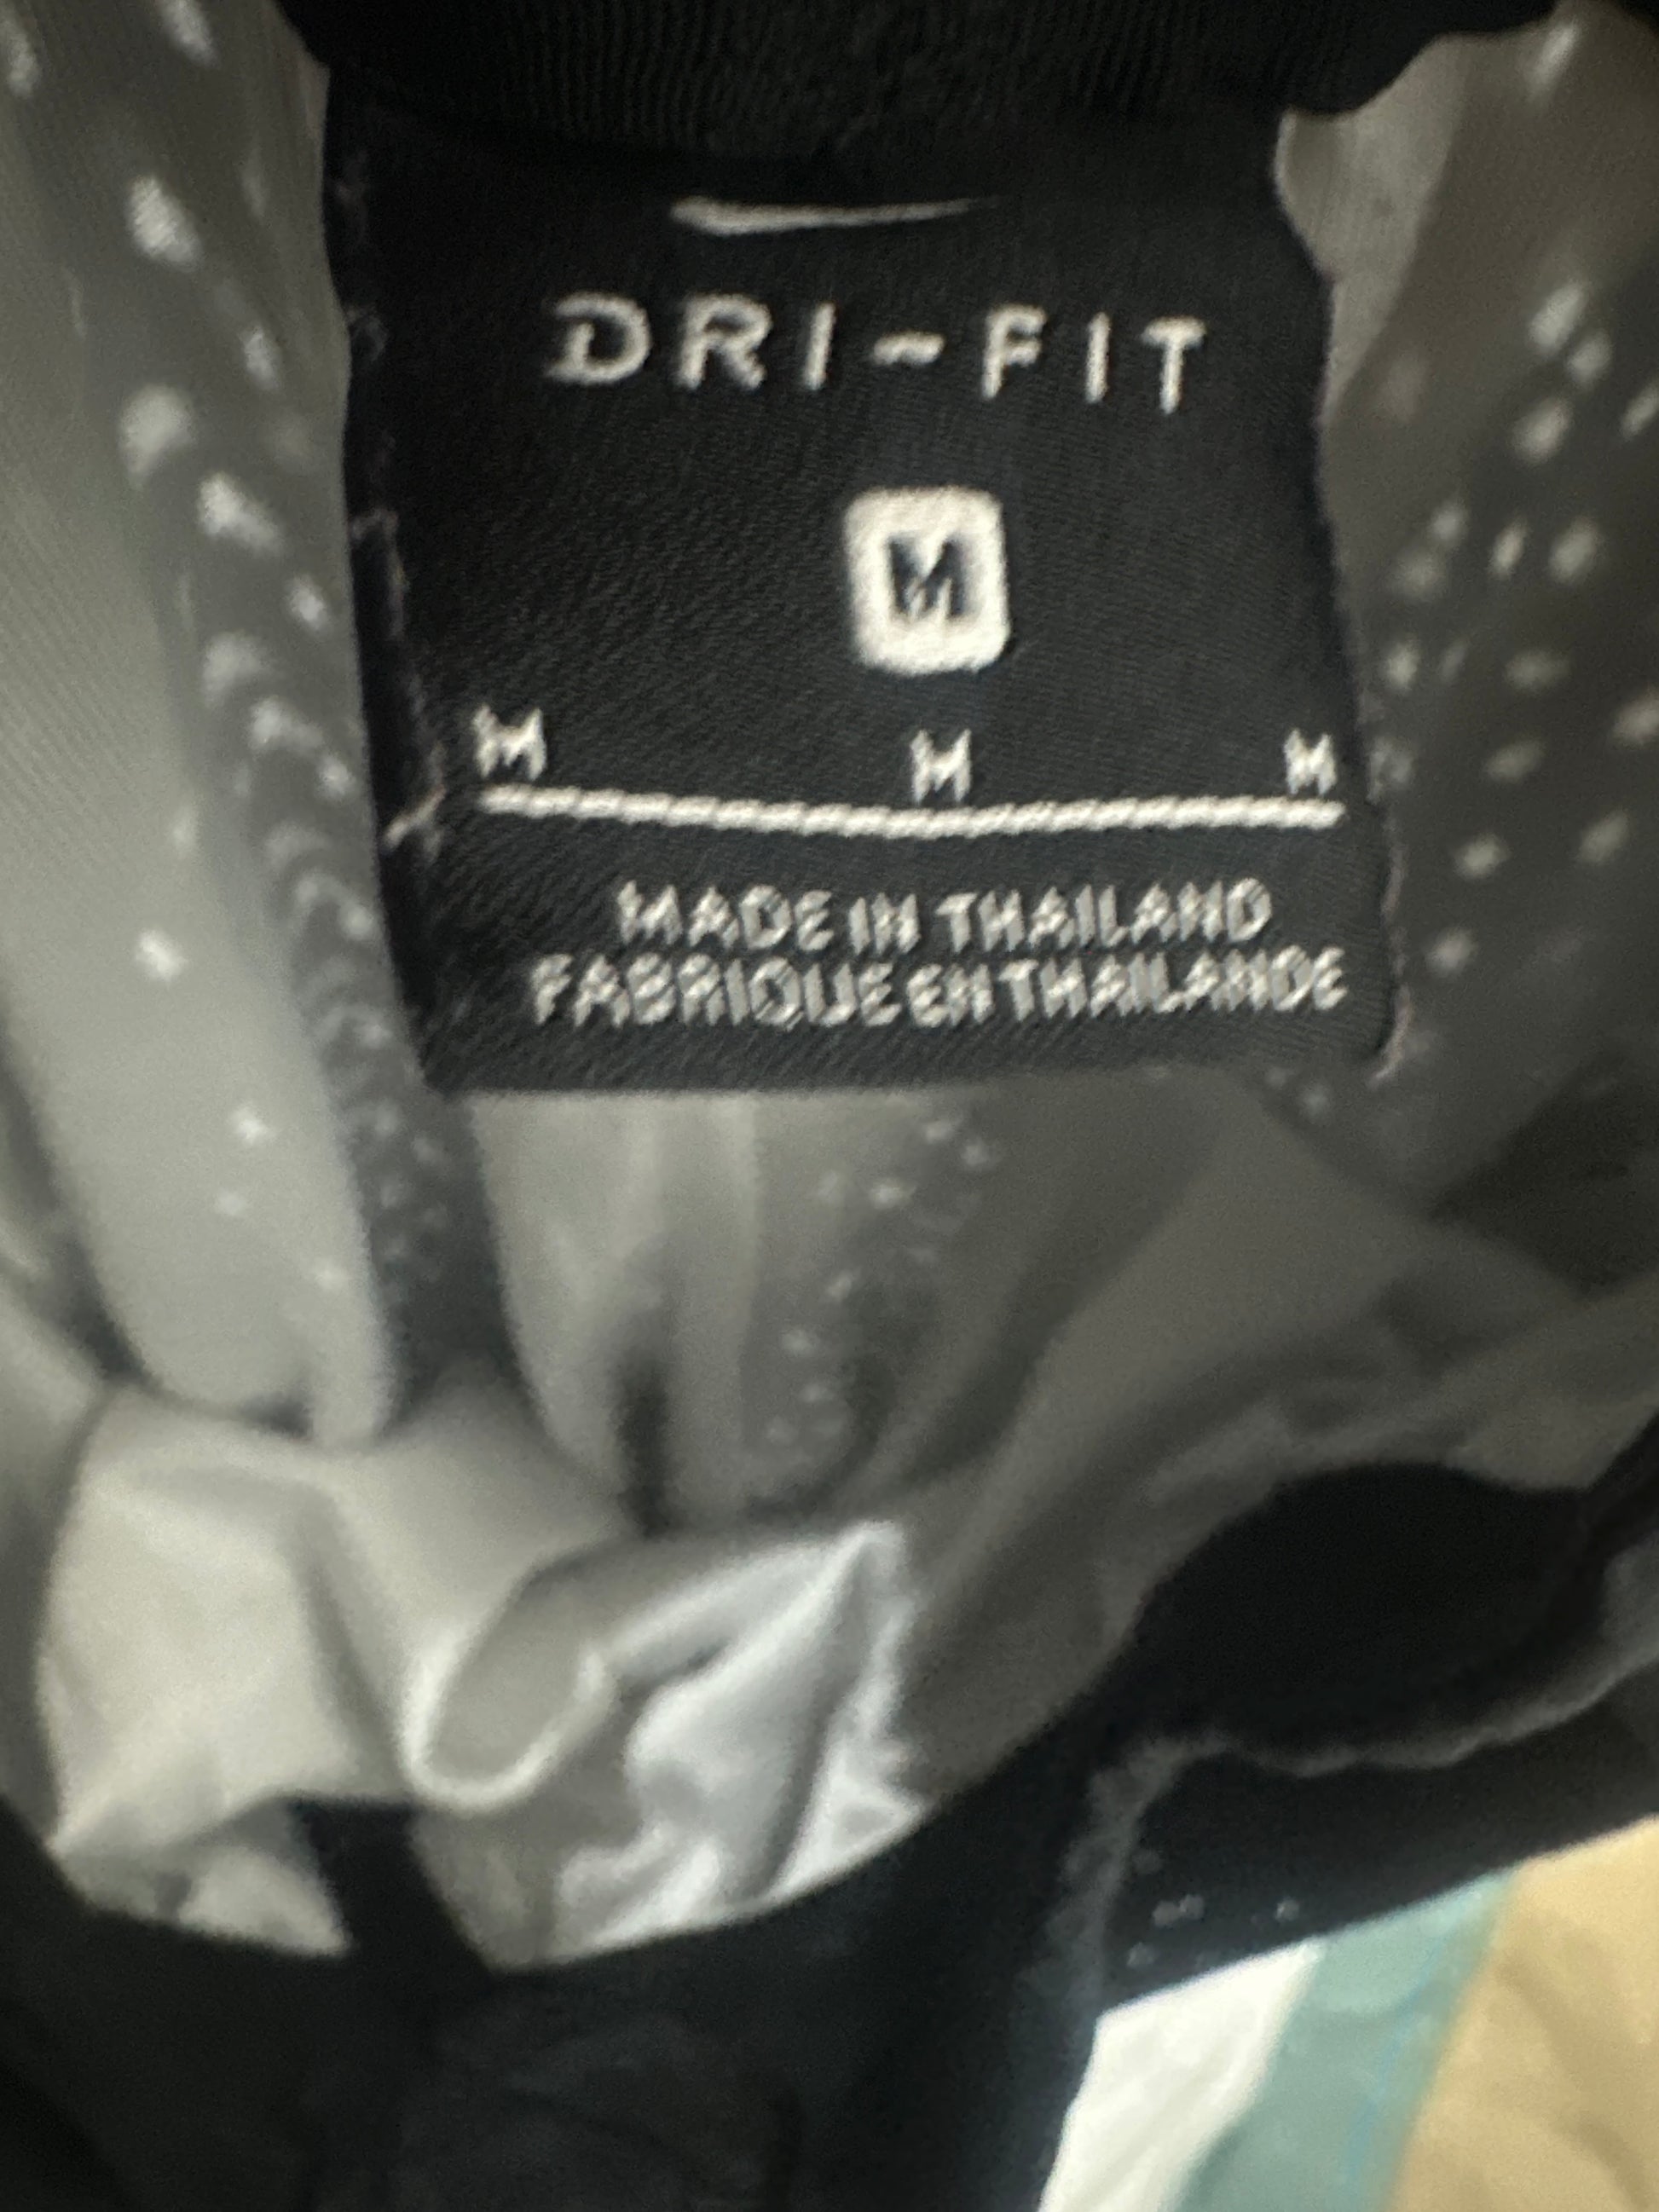 DRI-FIT
M
M M M
MADE IN THAILAND
FABRIQUE EN THAILANDE